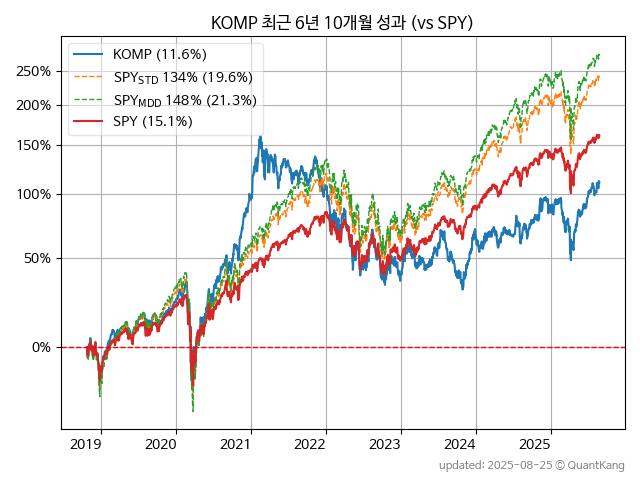 KOMP 최근 6년 10개월 성과 (vs SPY)
KOMP (11.6%)
SPY_STD 134% (19.6%)
SPY_MDD 148% (21.3%)
SPY (15.1%)
250%
200%
150%
100%
50%
0%
2019 2020 2021 2022 2023 2024 2025
updated: 2025-08-25 © QuantKang